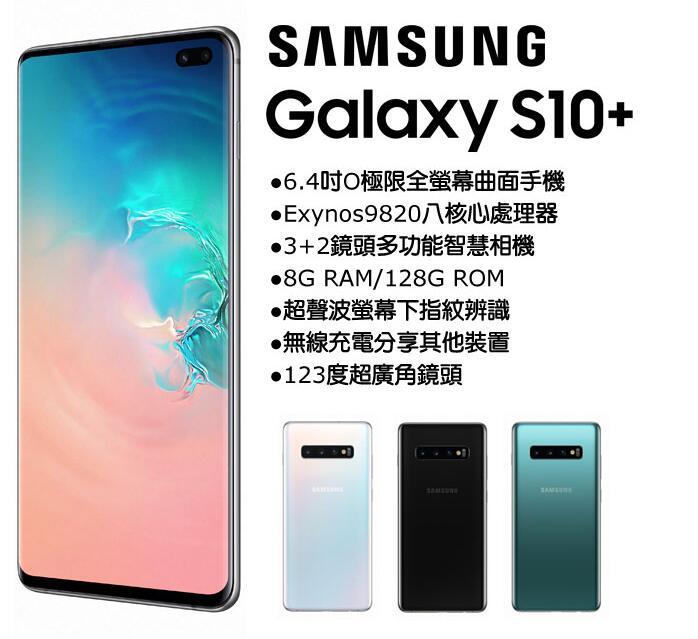 SAMSUNG
Galaxy S10+
●6.4吋O極限全螢幕曲面手機
●Exynos9820八核心處理器
●3+2鏡頭多功能智慧相機
●8G RAM/128G ROM
●超聲波螢幕下指紋辨識
●無線充電分享其他裝置
●123度超廣角鏡頭
SAMSUNG
SAMSUNG
SAMSUNG